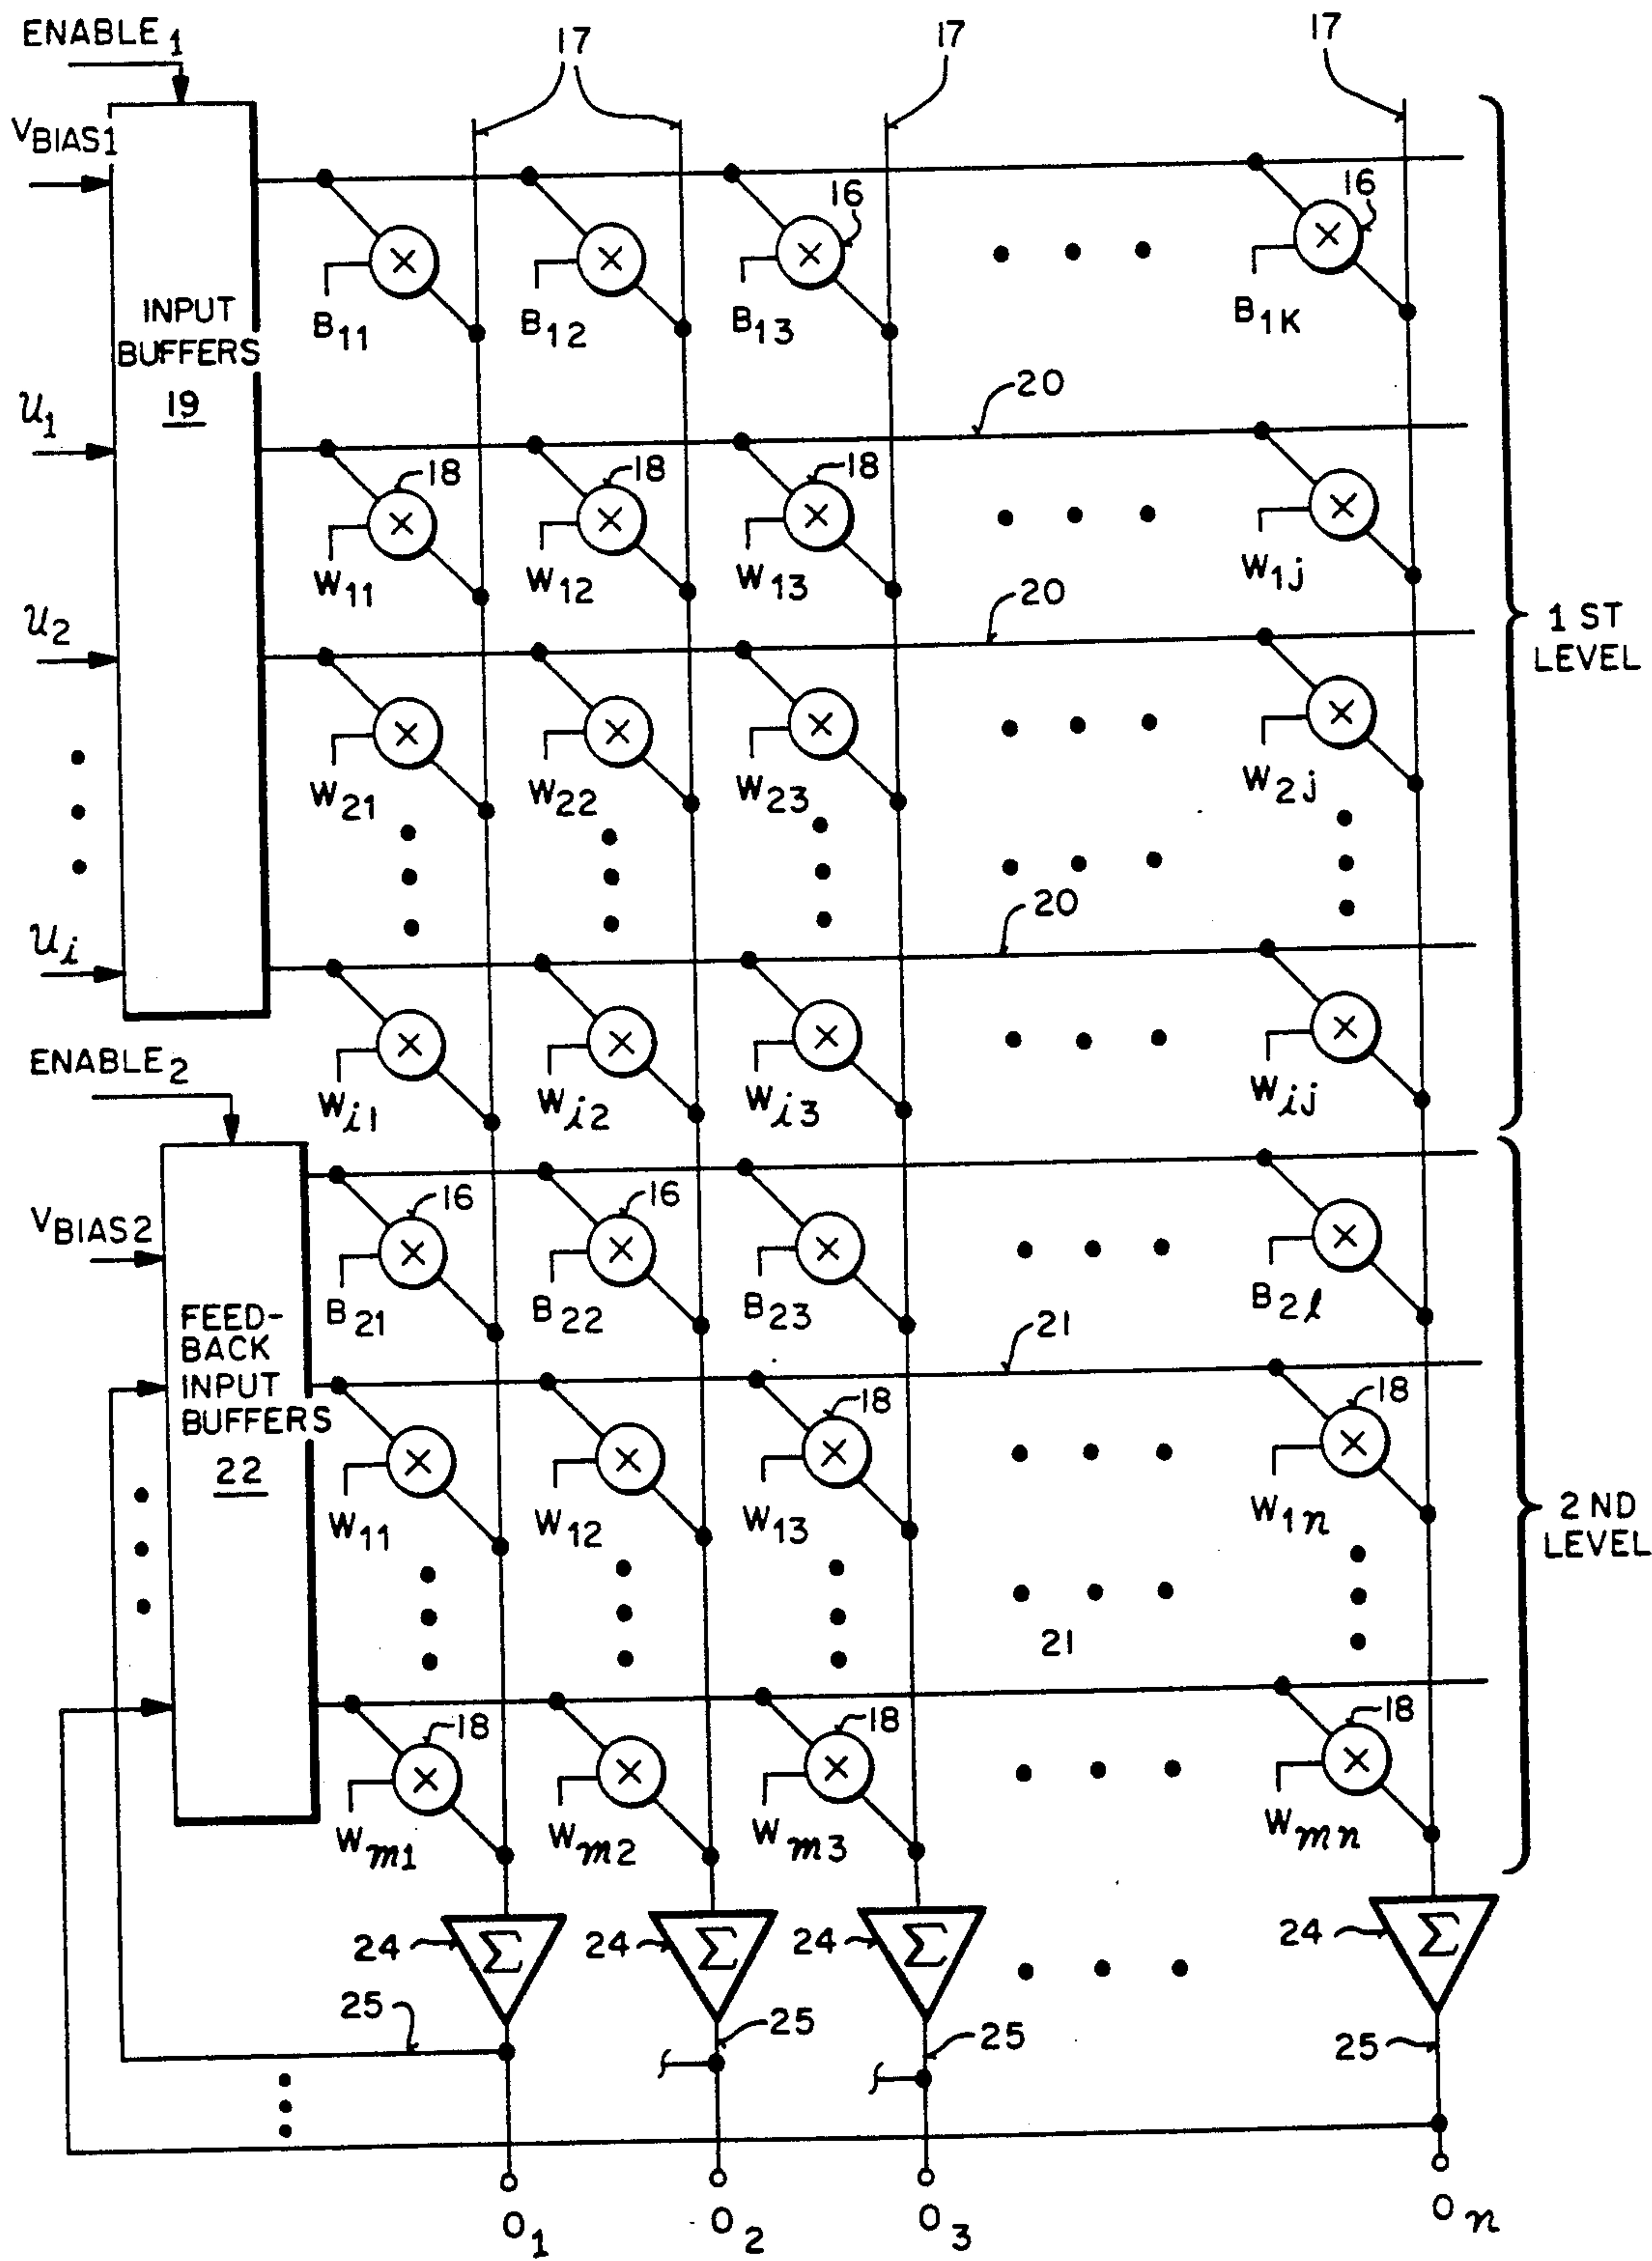 ENABLE1
17 17 17
VBIAS1
16 16
B11 B12 B13 B1K
INPUT BUFFERS
19
20
U1
18 18 18
W11 W12 W13 W1j
20
U2
1 ST LEVEL
W21 W22 W23 W2j
20
Ui
Wi1 Wi2 Wi3 Wij
ENABLE2
16 16
VBIAS2
B21 B22 B23 B2l
FEED-
BACK
INPUT
BUFFERS
22
21
18 18
W11 W12 W13 W1n
2 ND
LEVEL
21
18 18 18
Wm1 Wm2 Wm3 Wmn
Σ Σ Σ Σ
24 24 24 24
25 25 25 25
O1 O2 O3 On